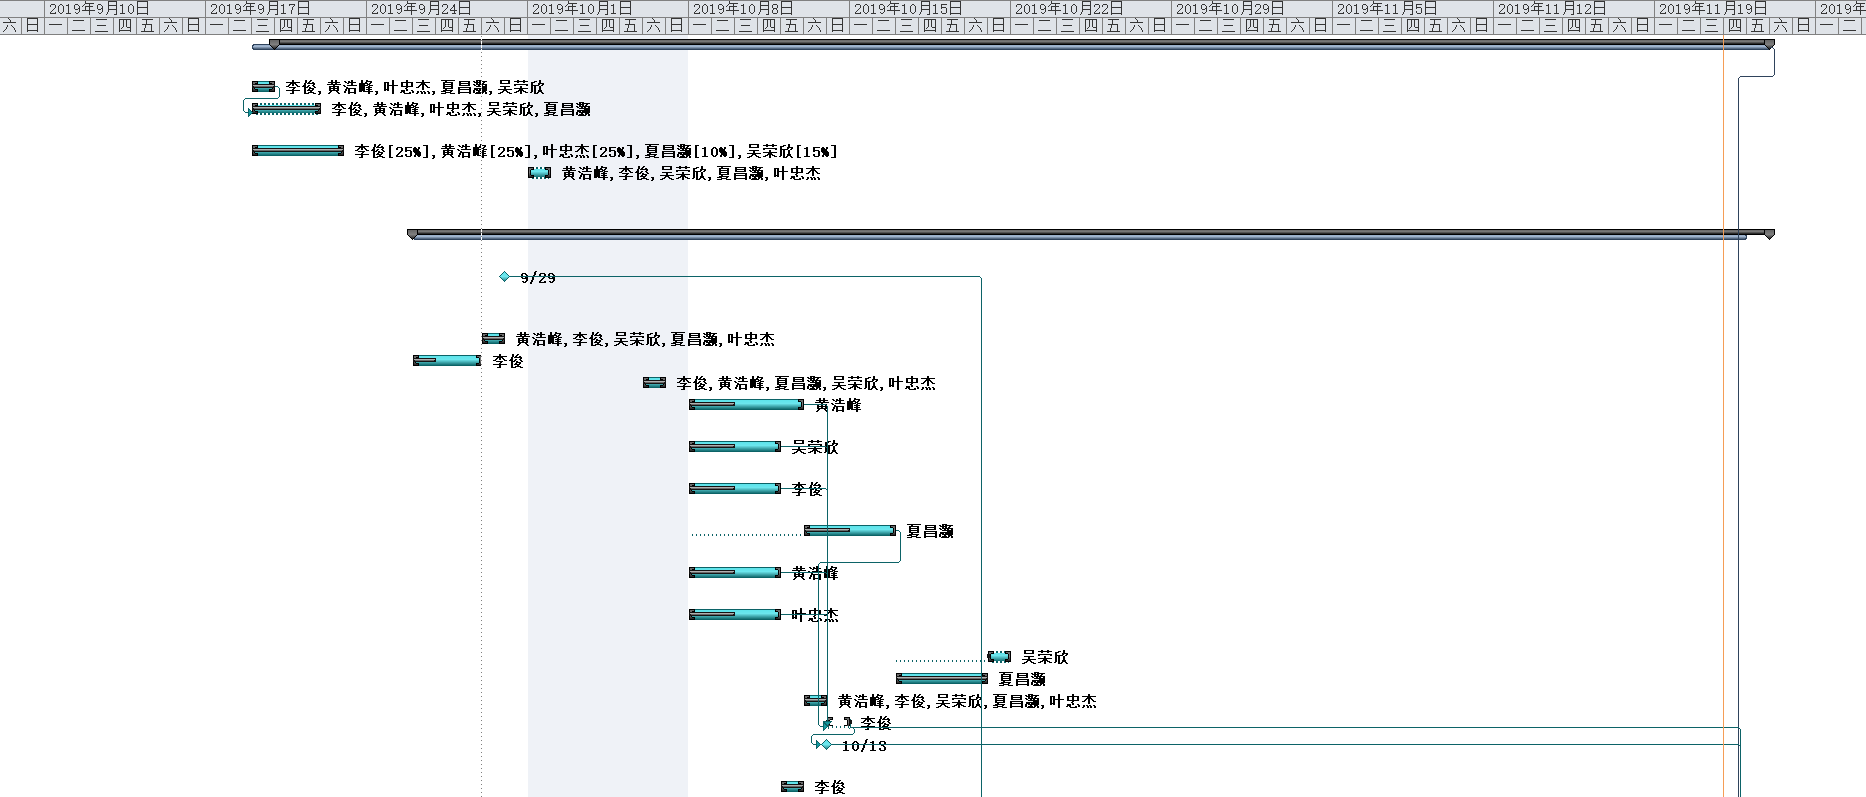 2019年9月10日 2019年9月17日 2019年9月24日 2019年10月1日 2019年10月8日 2019年10月15日 2019年10月22日 2019年10月29日 2019年11月5日 2019年11月12日 2019年11月19日 2019年
六 日 一 二 三 四 五 六 日 一 二 三 四 五 六 日 一 二 三 四 五 六 日 一 二 三 四 五 六 日 一 二 三 四 五 六 日 一 二 三 四 五 六 日 一 二 三 四 五 六 日 一 二 三 四 五 六 日 一 二 三 四 五 六 日 一 二 三 四 五 六 日 一 二 三 四 五 六 日 一 二
李俊,黄浩峰,叶忠杰,夏昌灏,吴荣欣
李俊,黄浩峰,叶忠杰,吴荣欣,夏昌灏
李俊[25%],黄浩峰[25%],叶忠杰[25%],夏昌灏[10%],吴荣欣[15%]
黄浩峰,李俊,吴荣欣,夏昌灏,叶忠杰
9/29
黄浩峰,李俊,吴荣欣,夏昌灏,叶忠杰
李俊
李俊,黄浩峰,夏昌灏,吴荣欣,叶忠杰
黄浩峰
吴荣欣
李俊
夏昌灏
黄浩峰
叶忠杰
吴荣欣
夏昌灏
黄浩峰,李俊,吴荣欣,夏昌灏,叶忠杰
李俊
10/13
李俊